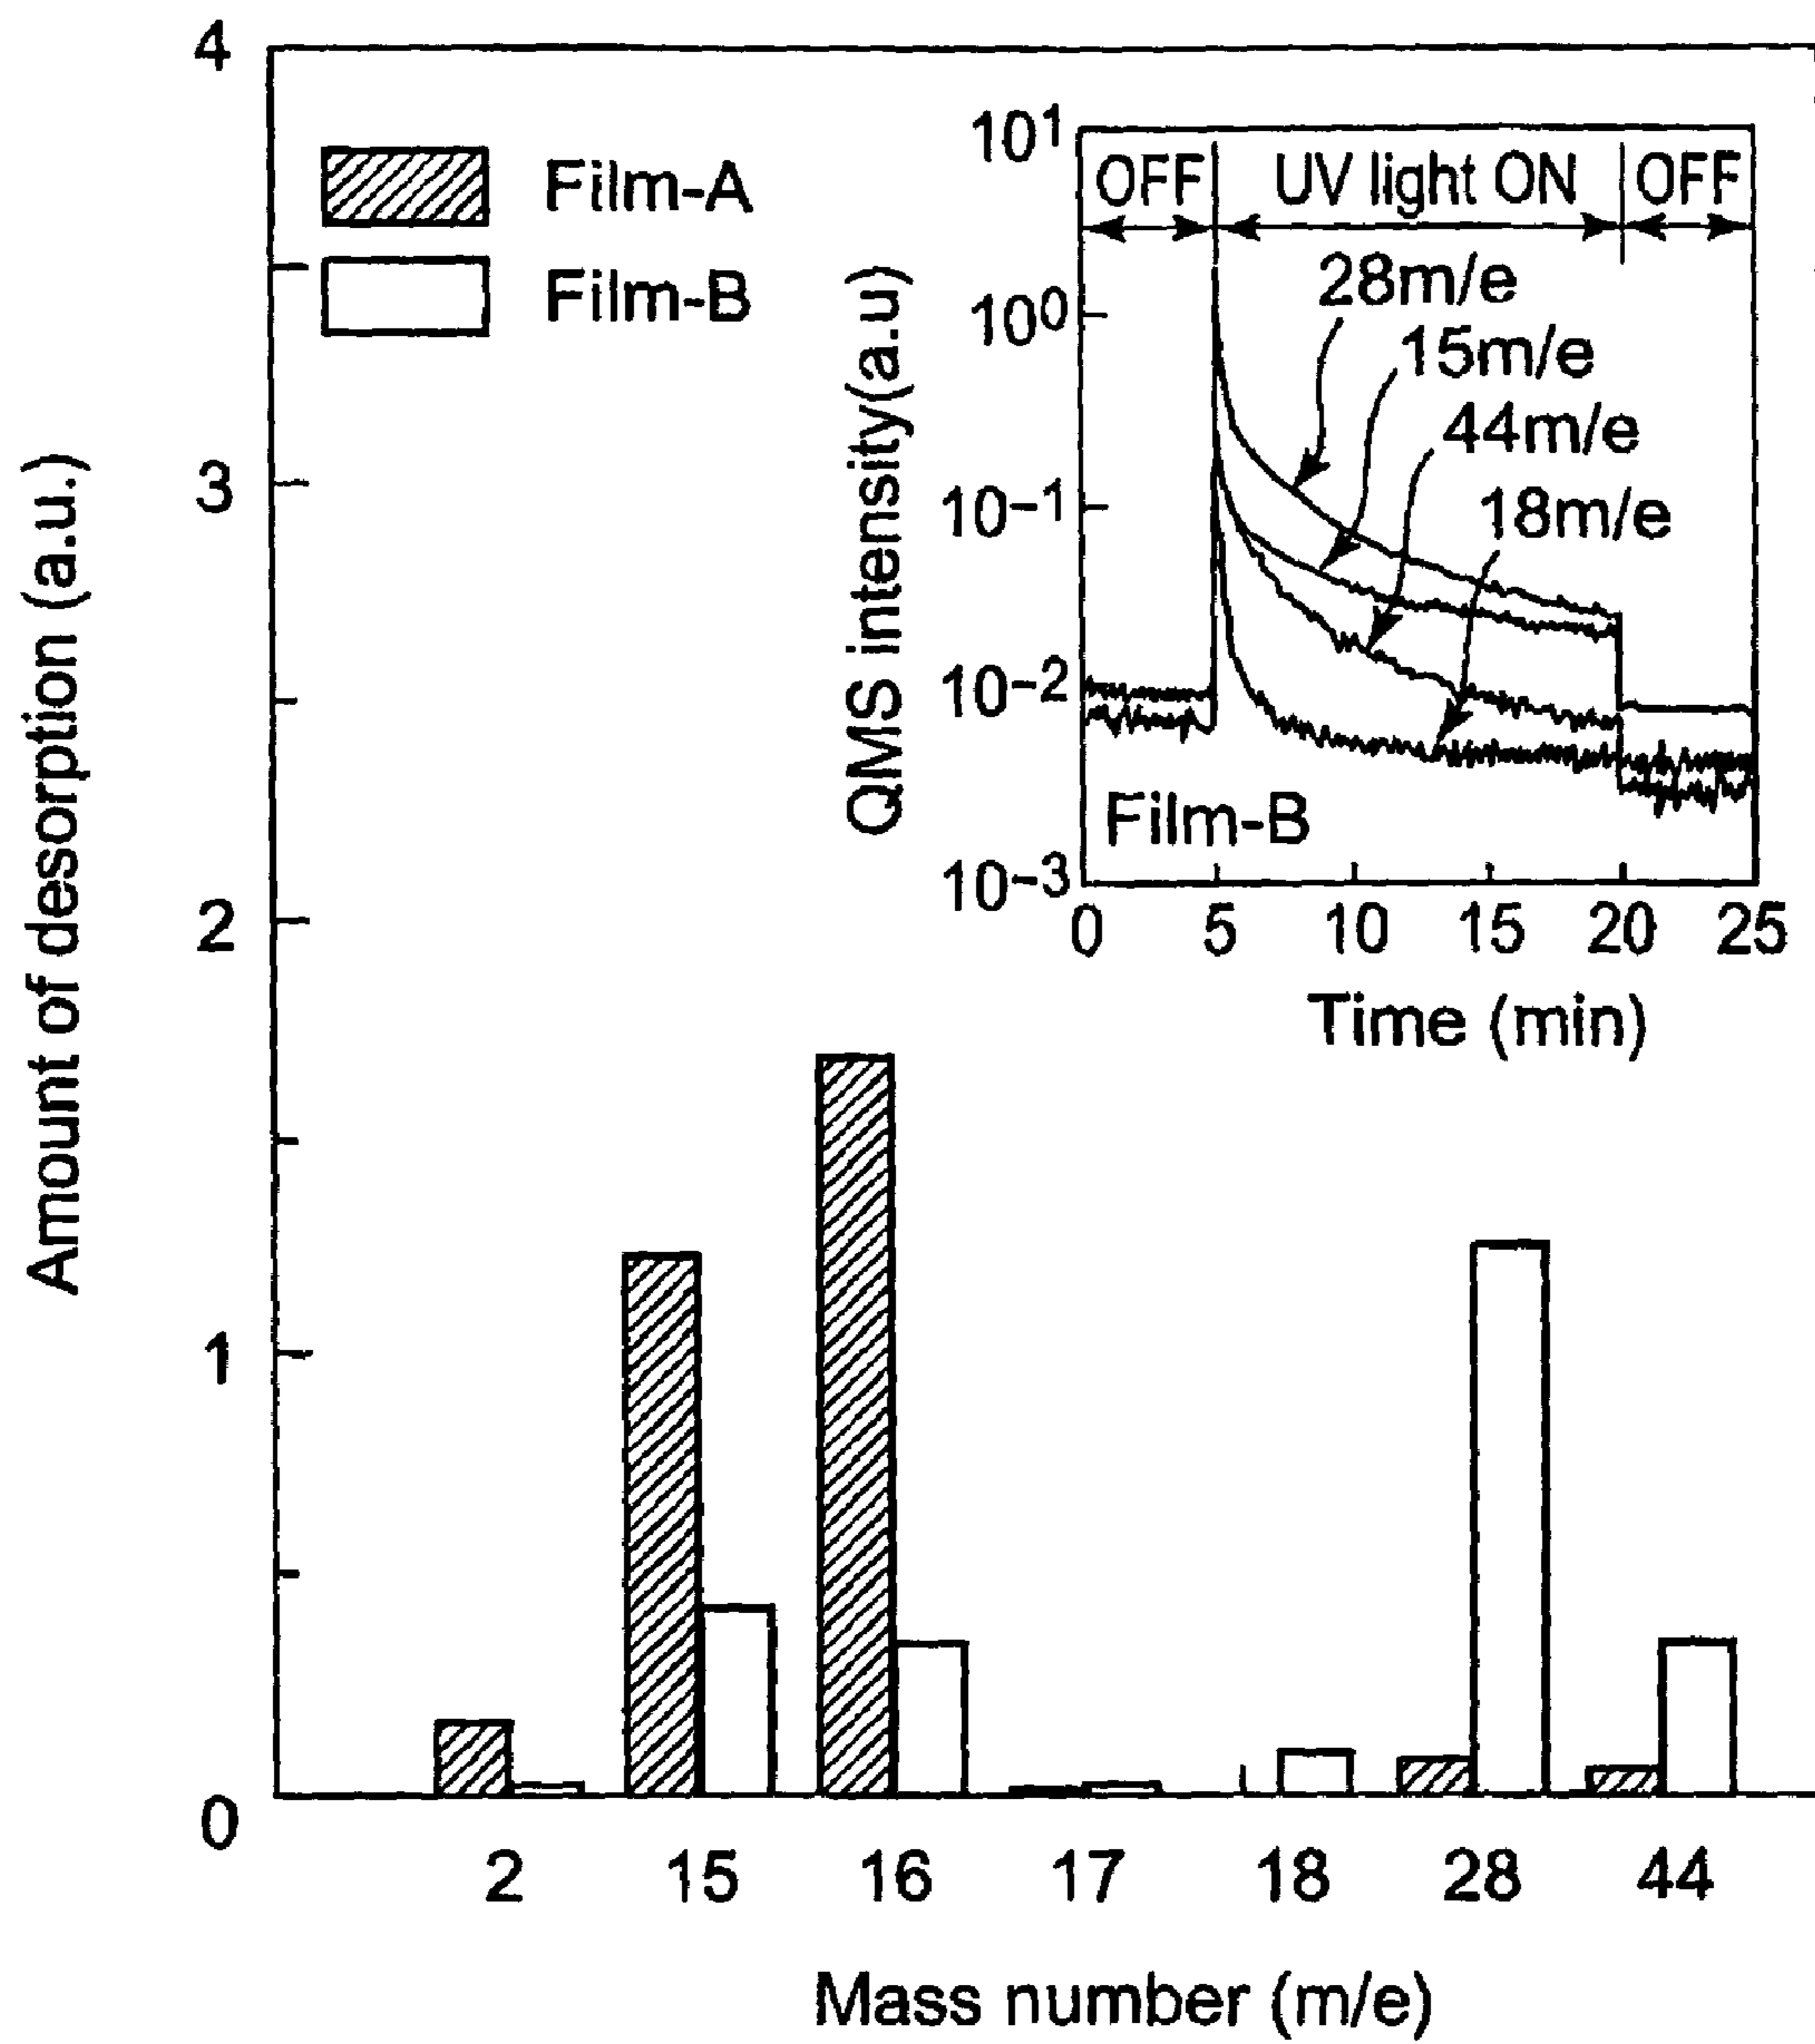 Amount of desorption (a.u.)
4
3
2
1
0
Film-A
Film-B
QMS intensity(a.u)
10¹
10⁰
10⁻¹
10⁻²
10⁻³
OFF UV light ON OFF
28m/e
15m/e
44m/e
18m/e
Film-B
0 5 10 15 20 25
Time (min)
2 15 16 17 18 28 44
Mass number (m/e)